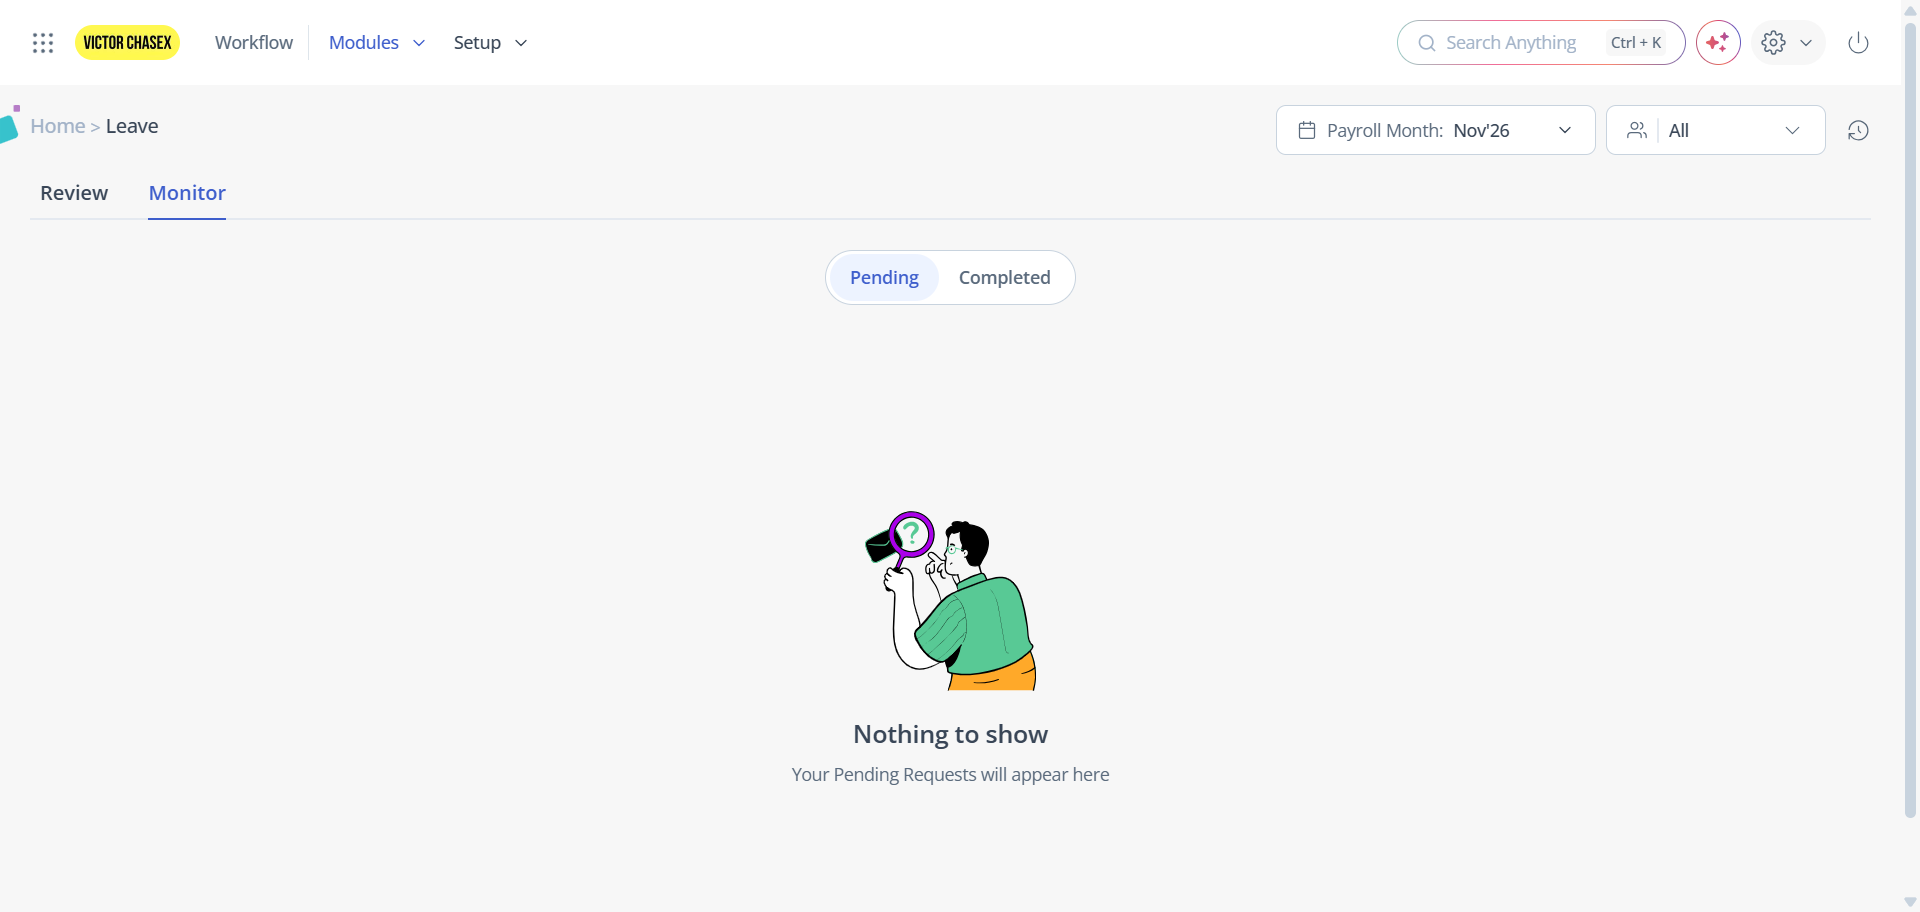 VICTOR CHASEX
Workflow
Modules
Setup
Search Anything
Ctrl + K
Home > Leave
Payroll Month: Nov'26
All
Review
Monitor
Pending
Completed
?
Nothing to show
Your Pending Requests will appear here